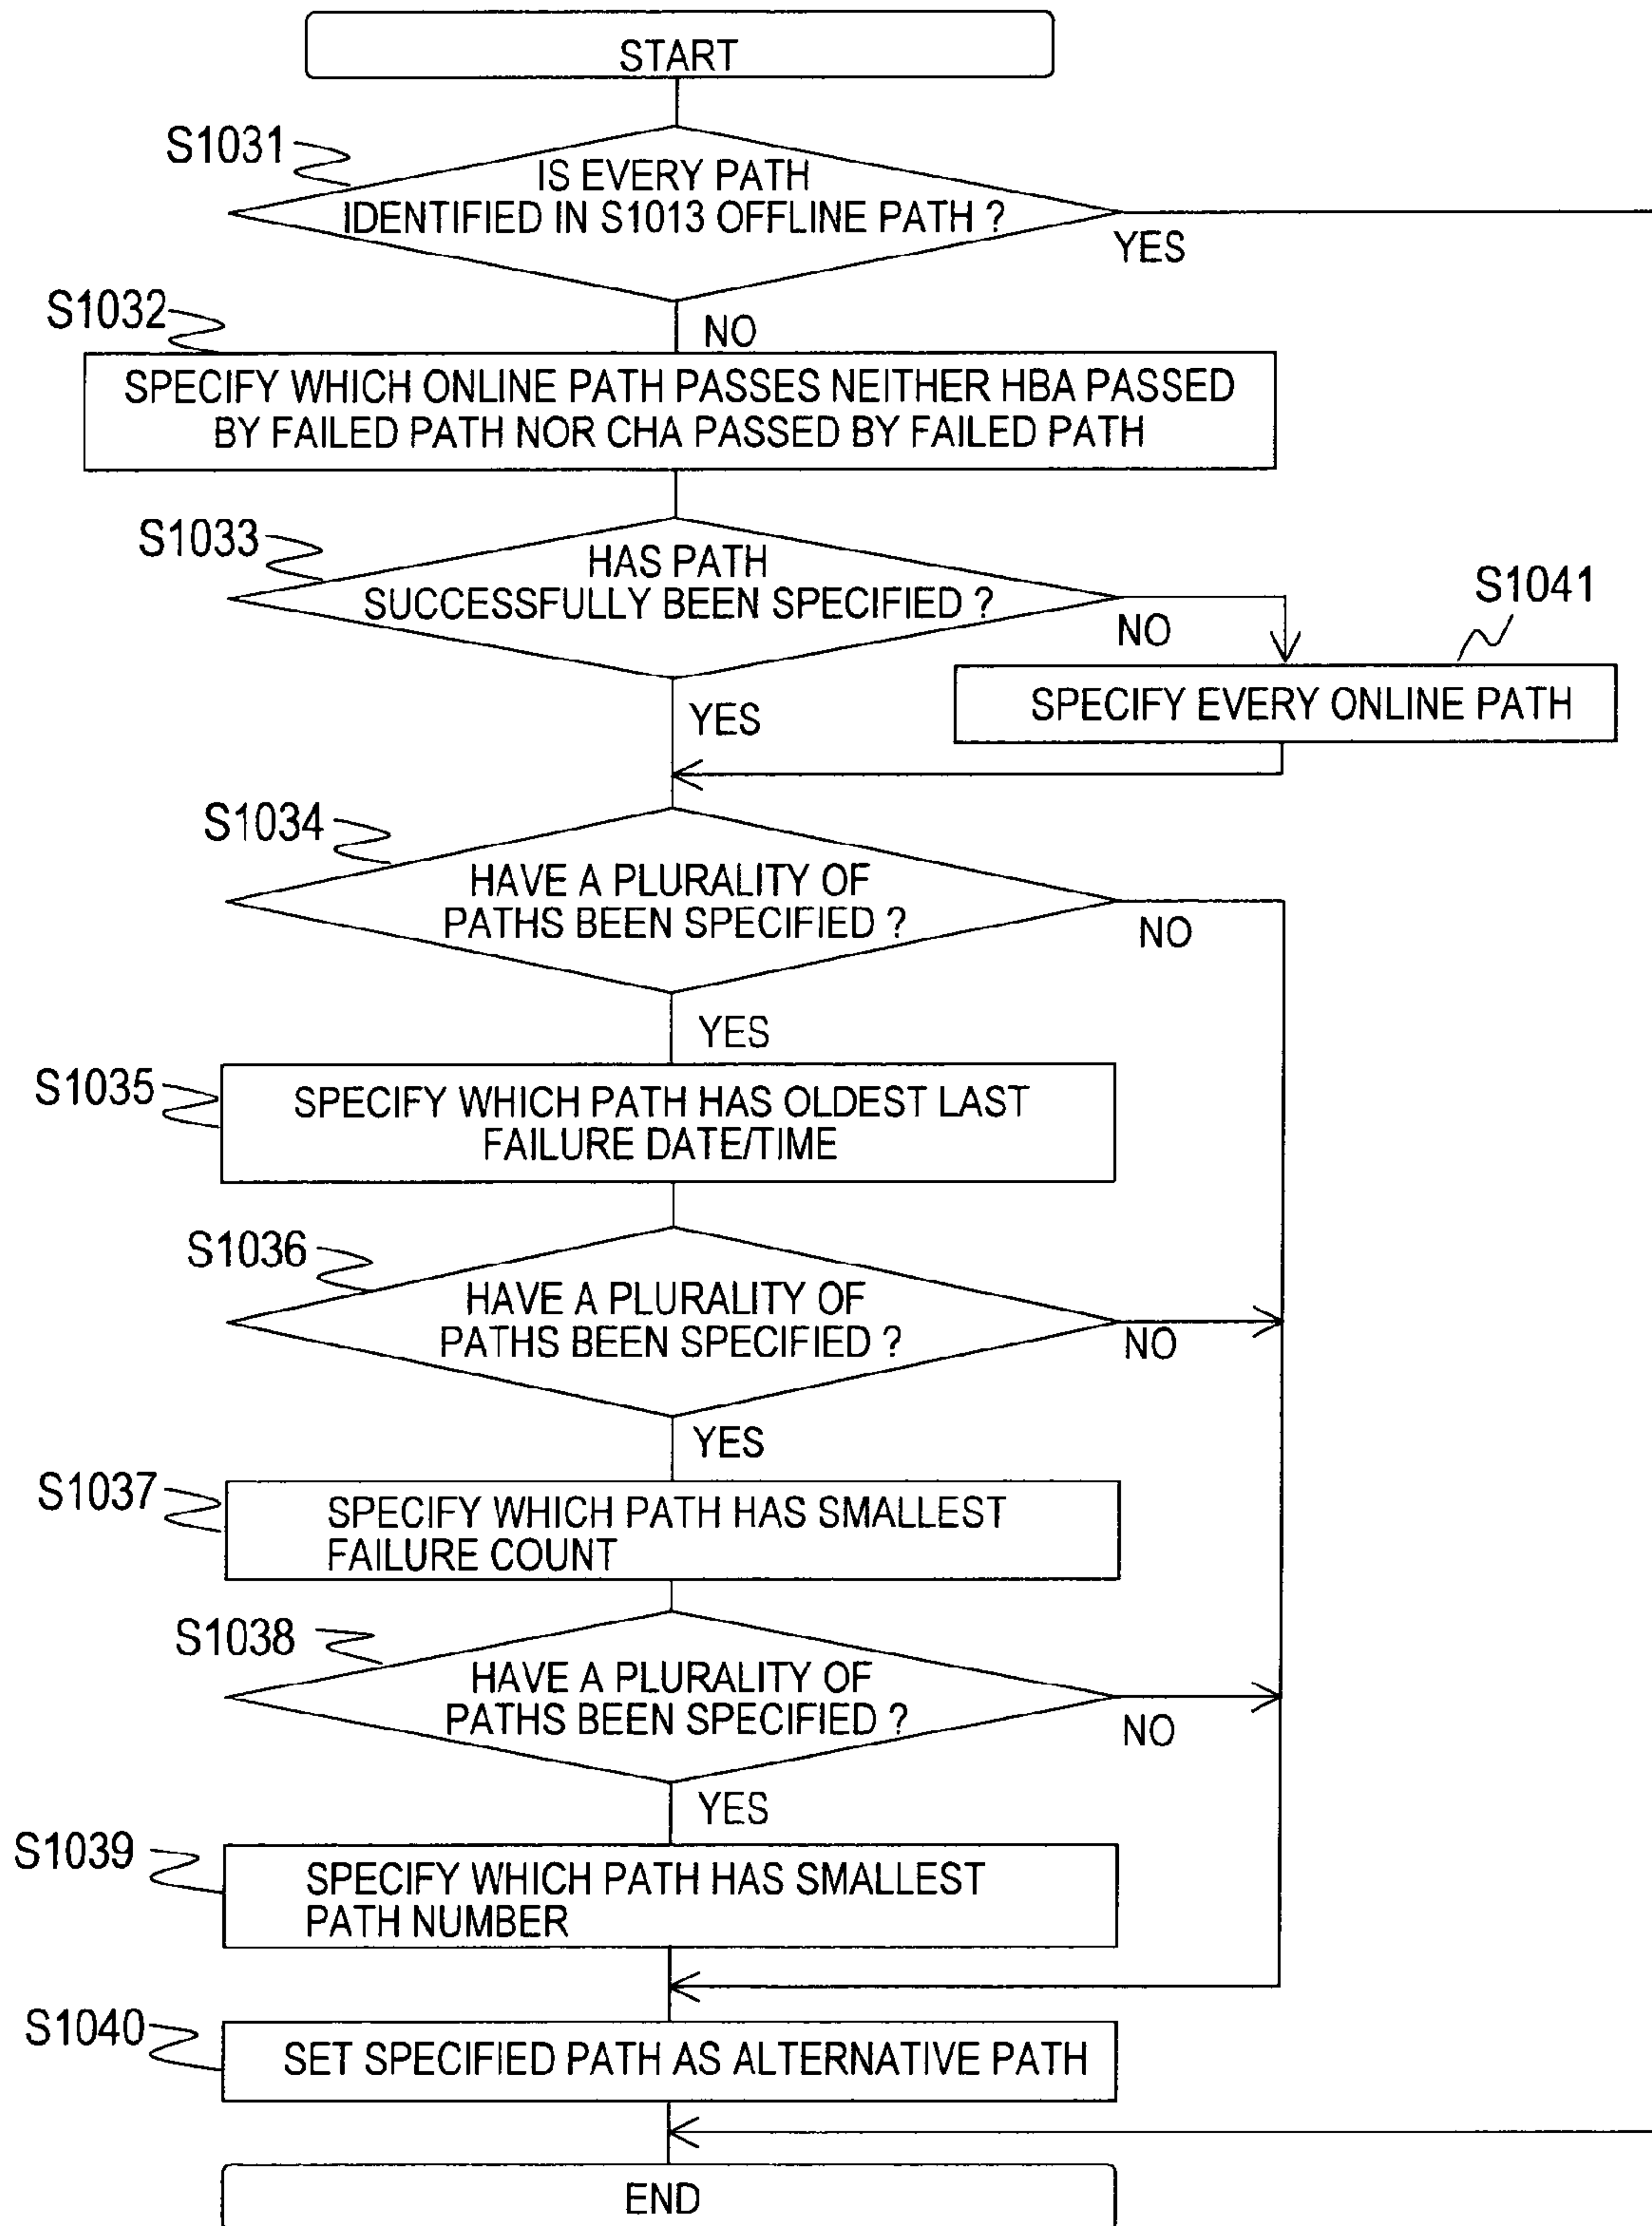 START
S1031
IS EVERY PATH
IDENTIFIED IN S1013 OFFLINE PATH ?
YES
S1032
NO
SPECIFY WHICH ONLINE PATH PASSES NEITHER HBA PASSED
BY FAILED PATH NOR CHA PASSED BY FAILED PATH
S1033
HAS PATH
SUCCESSFULLY BEEN SPECIFIED ?
NO
S1041
SPECIFY EVERY ONLINE PATH
YES
S1034
HAVE A PLURALITY OF
PATHS BEEN SPECIFIED ?
NO
YES
S1035
SPECIFY WHICH PATH HAS OLDEST LAST
FAILURE DATE/TIME
S1036
HAVE A PLURALITY OF
PATHS BEEN SPECIFIED ?
NO
YES
S1037
SPECIFY WHICH PATH HAS SMALLEST
FAILURE COUNT
S1038
HAVE A PLURALITY OF
PATHS BEEN SPECIFIED ?
NO
YES
S1039
SPECIFY WHICH PATH HAS SMALLEST
PATH NUMBER
S1040
SET SPECIFIED PATH AS ALTERNATIVE PATH
END